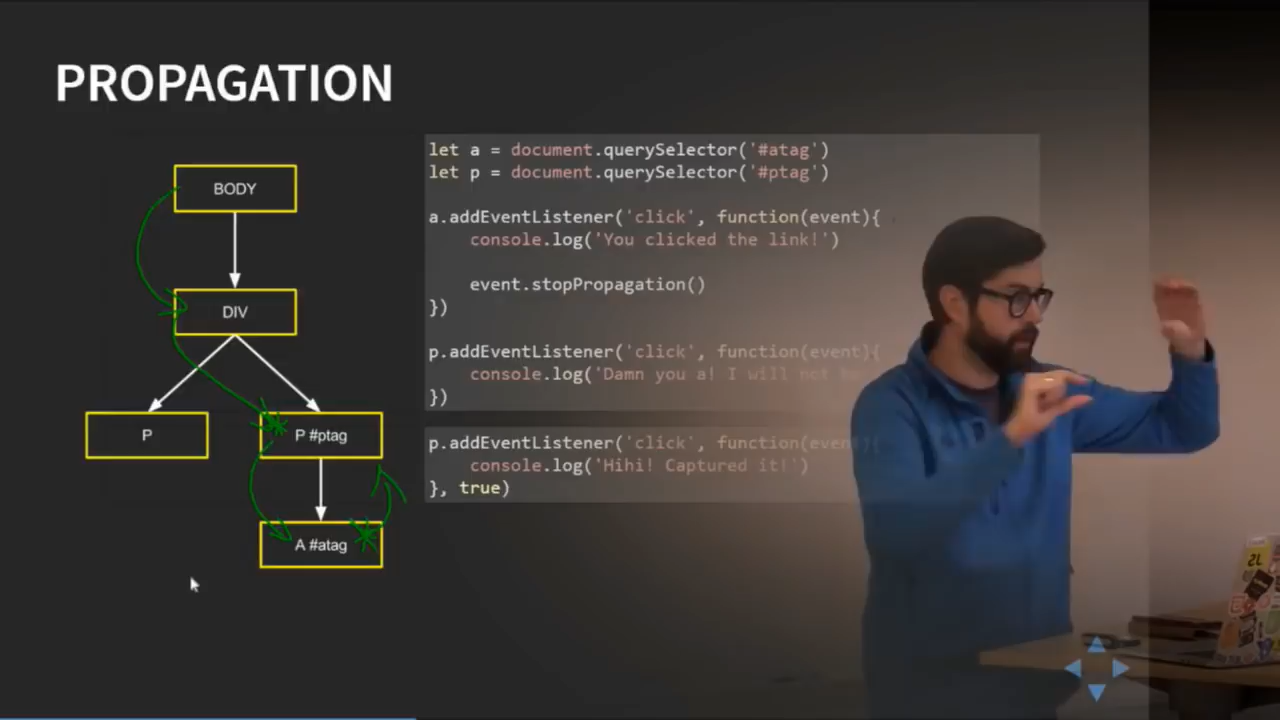 PROPAGATION
BODY
DIV
P
P #ptag
A #atag
let a = document.querySelector('#atag')
let p = document.querySelector('#ptag')
a.addEventListener('click', function(event){
console.log('You clicked the link!')
event.stopPropagation()
})
p.addEventListener('click', function(event){
console.log('Damn you a! I will not
})
p.addEventListener('click', function(event){
console.log('Hihi! Captured it!')
}, true)